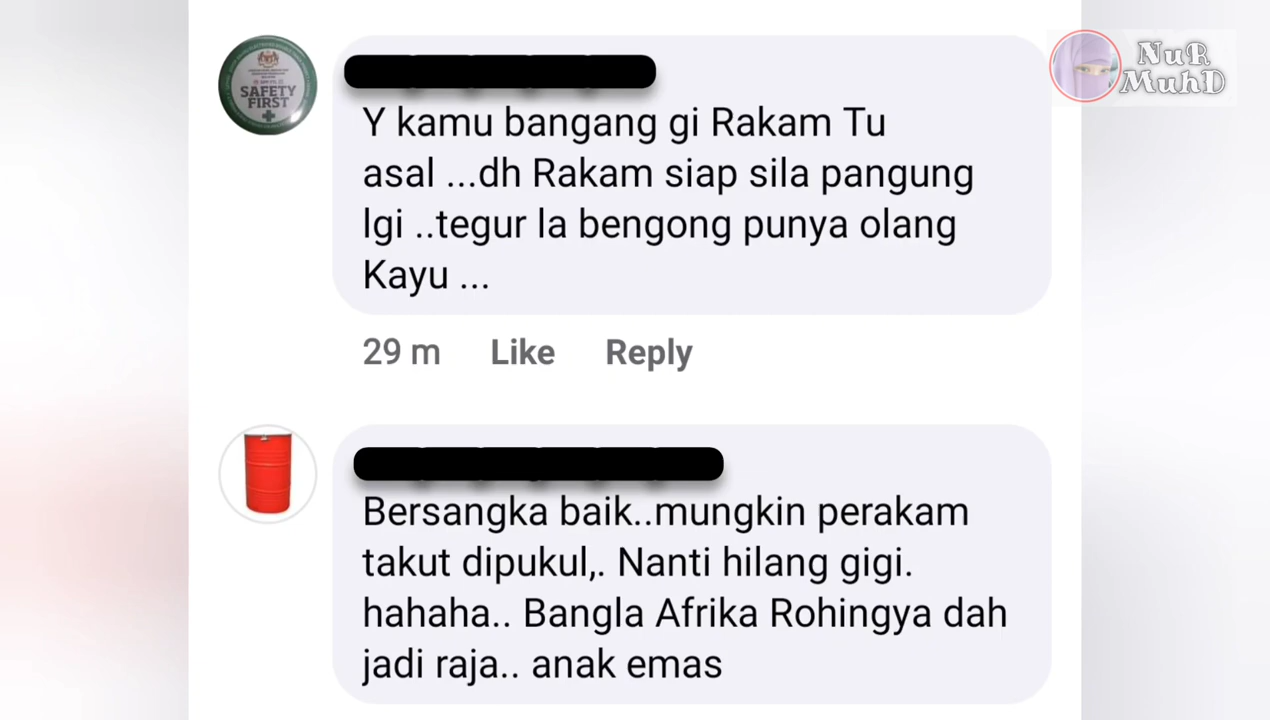 NuR
MuhD
SAFETY
FIRST
Y kamu bangang gi Rakam Tu
asal ...dh Rakam siap sila pangung
lgi ..tegur la bengong punya olang
Kayu ...
29 m Like Reply
Bersangka baik..mungkin perakam
takut dipukul,. Nanti hilang gigi.
hahaha.. Bangla Afrika Rohingya dah
jadi raja.. anak emas